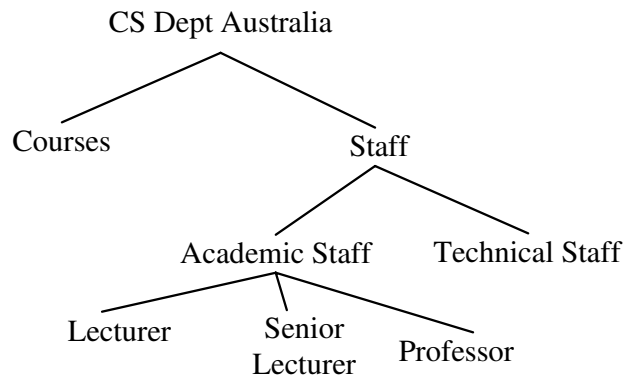 CS Dept Australia
Courses
Staff
Academic Staff
Technical Staff
Lecturer
Senior
Lecturer
Professor